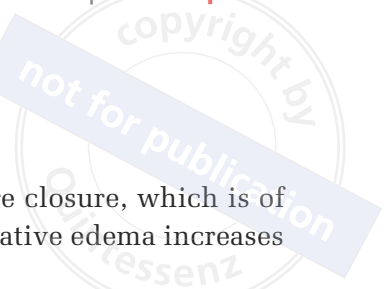 copyright by
not for publication
Quintessenz
e closure, which is of
ative edema increases